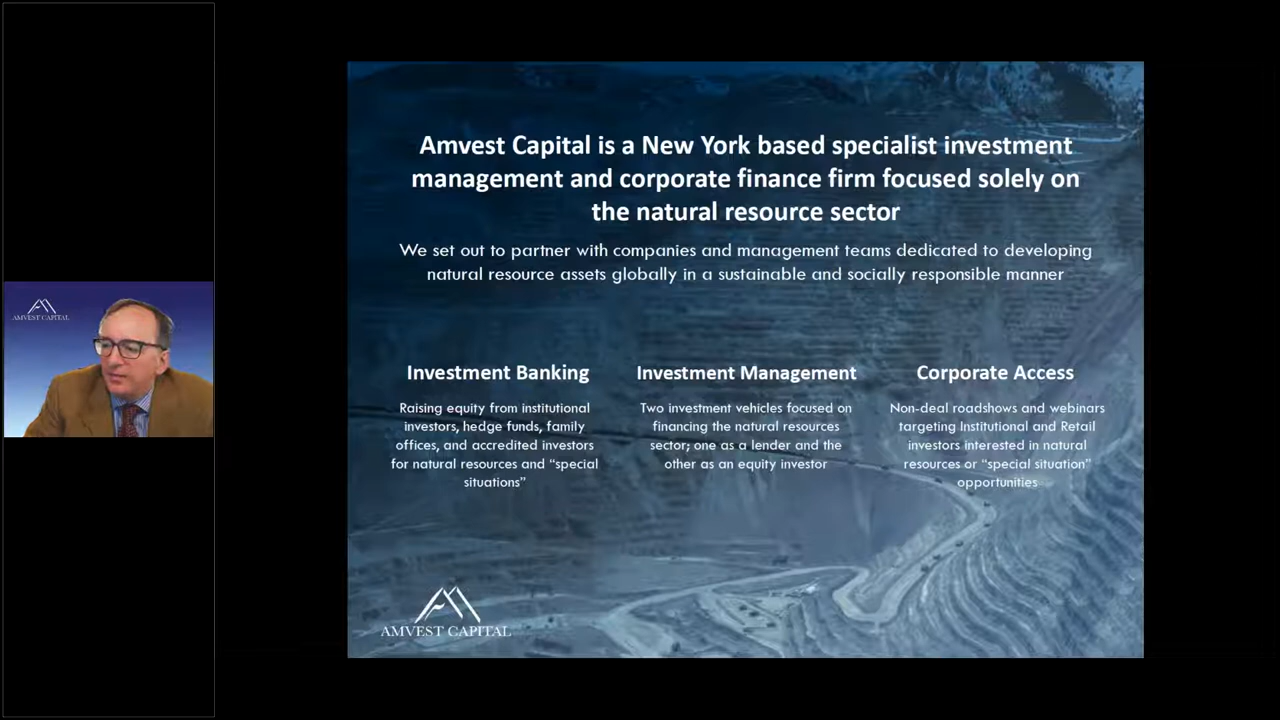 AMVEST CAPITAL
Amvest Capital is a New York based specialist investment
management and corporate finance firm focused solely on
the natural resource sector
We set out to partner with companies and management teams dedicated to developing
natural resource assets globally in a sustainable and socially responsible manner
Investment Banking
Raising equity from institutional
investors, hedge funds, family
offices, and accredited investors
for natural resources and “special
situations”
Investment Management
Two investment vehicles focused on
financing the natural resources
sector; one as a lender and the
other as an equity investor
Corporate Access
Non-deal roadshows and webinars
targeting Institutional and Retail
investors interested in natural
resources or “special situation”
opportunities
AMVEST CAPITAL